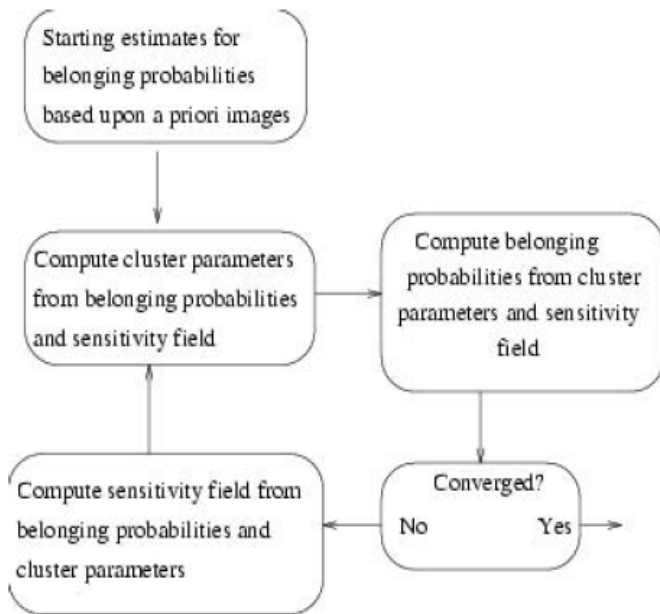 Starting estimates for
belonging probabilities
based upon a priori images
Compute cluster parameters
from belonging probabilities
and sensitivity field
Compute belonging
probabilities from cluster
parameters and sensitivity
field
Converged?
No Yes
Compute sensitivity field from
belonging probabilities and
cluster parameters